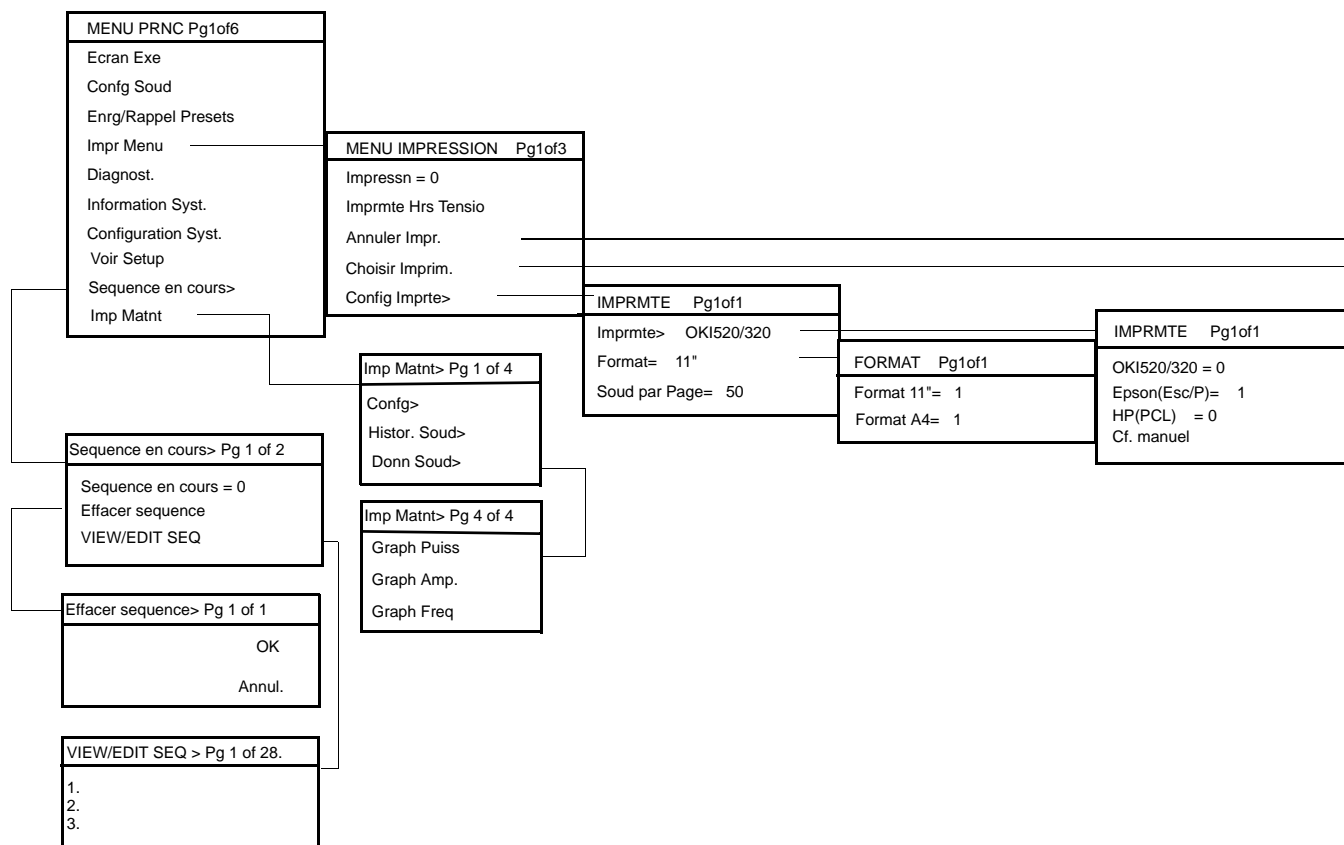 MENU PRNC Pg1of6
Ecran Exe
Confg Soud
Enrg/Rappel Presets
Impr Menu
Diagnost.
Information Syst.
Configuration Syst.
Voir Setup
Sequence en cours>
Imp Matnt
MENU IMPRESSION Pg1of3
Impressn = 0
Imprmte Hrs Tensio
Annuler Impr.
Choisir Imprim.
Config Imprte>
IMPRMTE Pg1of1
Imprmte> OKI520/320
Format= 11"
Soud par Page= 50
FORMAT Pg1of1
Format 11"= 1
Format A4= 1
IMPRMTE Pg1of1
OKI520/320 = 0
Epson(Esc/P)= 1
HP(PCL) = 0
Cf. manuel
Imp Matnt> Pg 1 of 4
Confg>
Histor. Soud>
Donn Soud>
Imp Matnt> Pg 4 of 4
Graph Puiss
Graph Amp.
Graph Freq
Sequence en cours> Pg 1 of 2
Sequence en cours = 0
Effacer sequence
VIEW/EDIT SEQ
Effacer sequence> Pg 1 of 1
OK
Annul.
VIEW/EDIT SEQ > Pg 1 of 28.
1.
2.
3.